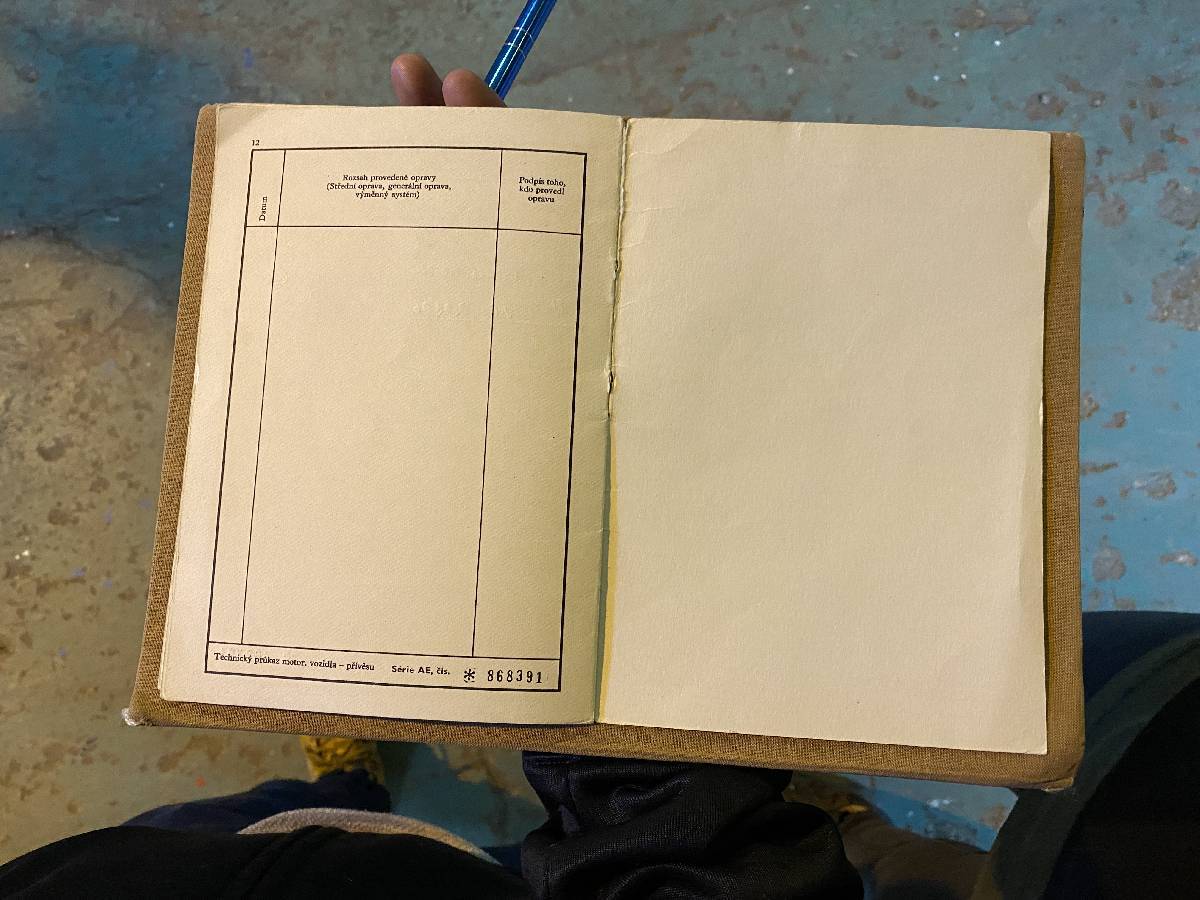 12
Datum
Rozsah provedené opravy
(Střední oprava, generální oprava,
výměnný systém)
Podpis toho,
kdo provedl
opravu
Technický průkaz motor. vozidla – přívěsu Série AE, čís. * 868391